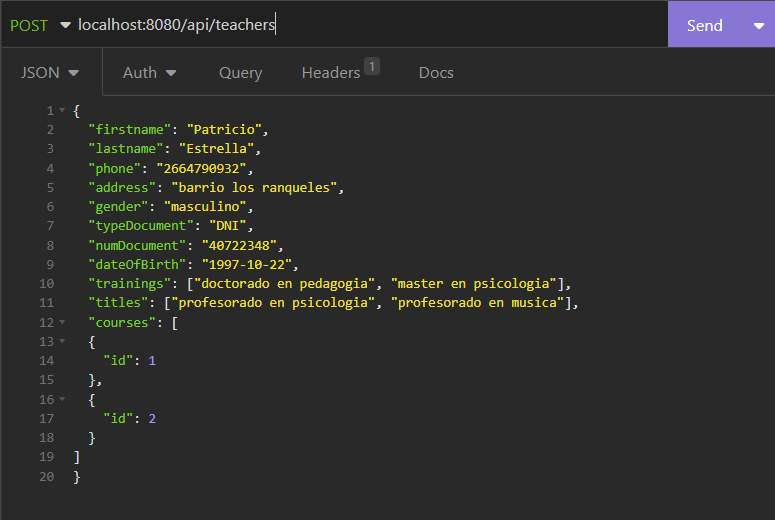 POST localhost:8080/api/teachers Send
JSON Auth Query Headers 1 Docs
1 {
2 "firstname": "Patricio",
3 "lastname": "Estrella",
4 "phone": "2664790932",
5 "address": "barrio los ranqueles",
6 "gender": "masculino",
7 "typeDocument": "DNI",
8 "numDocument": "40722348",
9 "dateOfBirth": "1997-10-22",
10 "trainings": ["doctorado en pedagogia", "master en psicologia"],
11 "titles": ["profesorado en psicologia", "profesorado en musica"],
12 "courses": [
13 {
14 "id": 1
15 },
16 {
17 "id": 2
18 }
19 ]
20 }